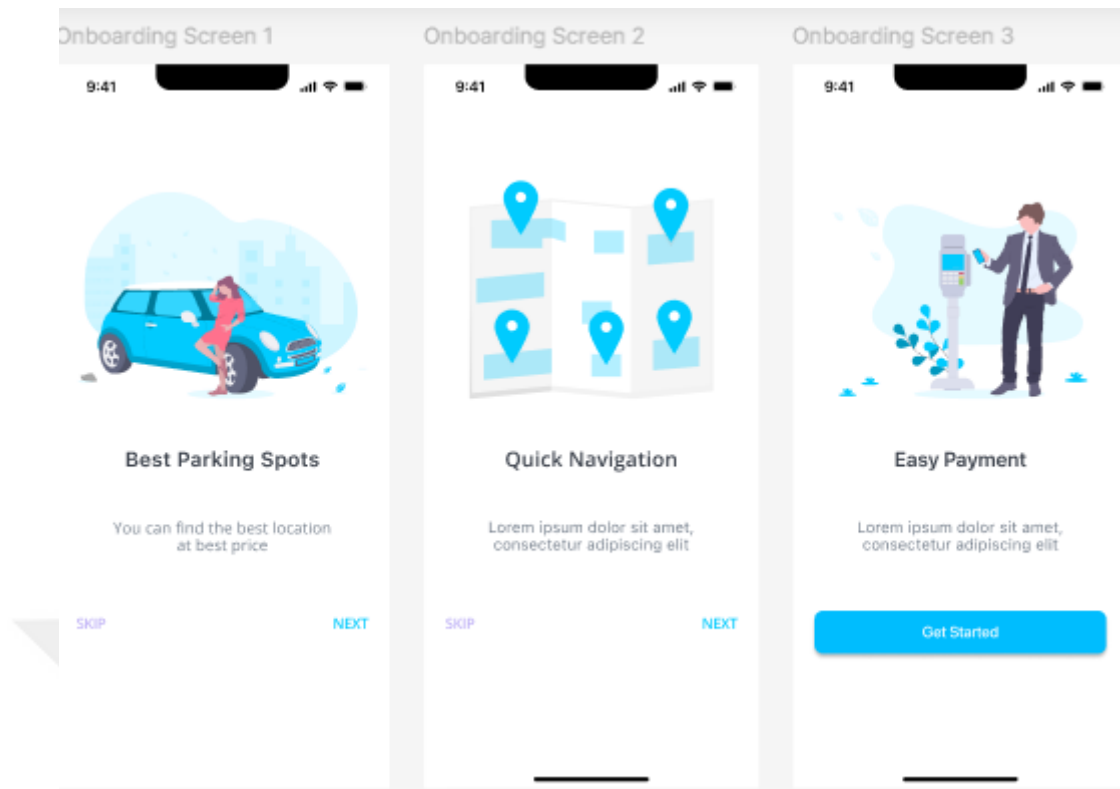 Onboarding Screen 1
9:41
Best Parking Spots
You can find the best location
at best price
SKIP
NEXT
Onboarding Screen 2
9:41
Quick Navigation
Lorem ipsum dolor sit amet,
consectetur adipiscing elit
SKIP
NEXT
Onboarding Screen 3
9:41
Easy Payment
Lorem ipsum dolor sit amet,
consectetur adipiscing elit
Get Started